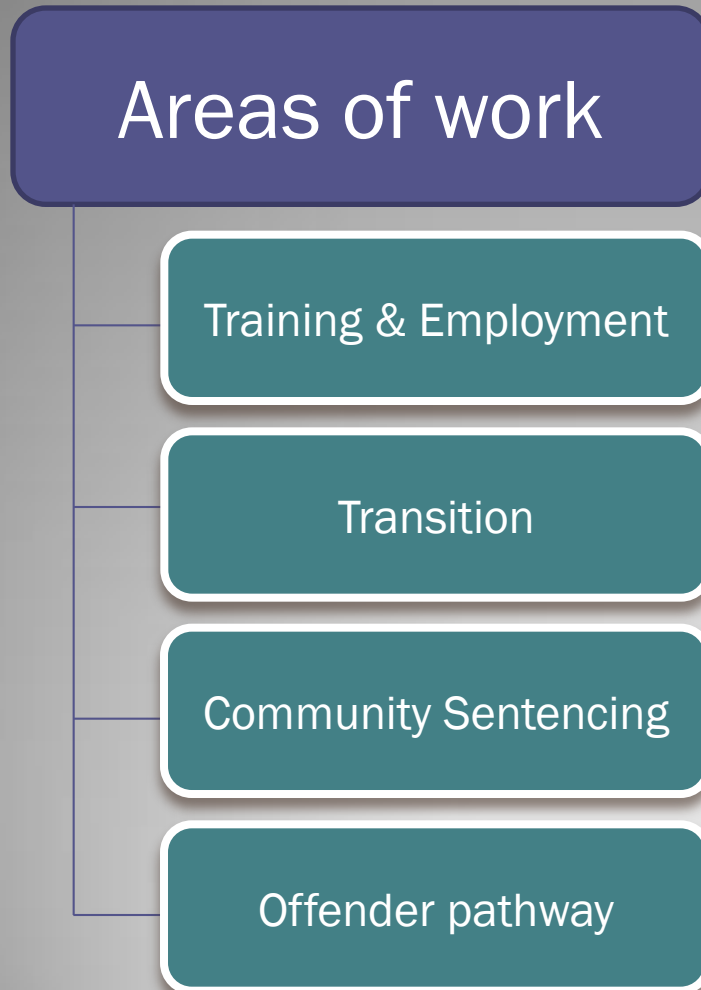 Areas of work
Training & Employment
Transition
Community Sentencing
Offender pathway